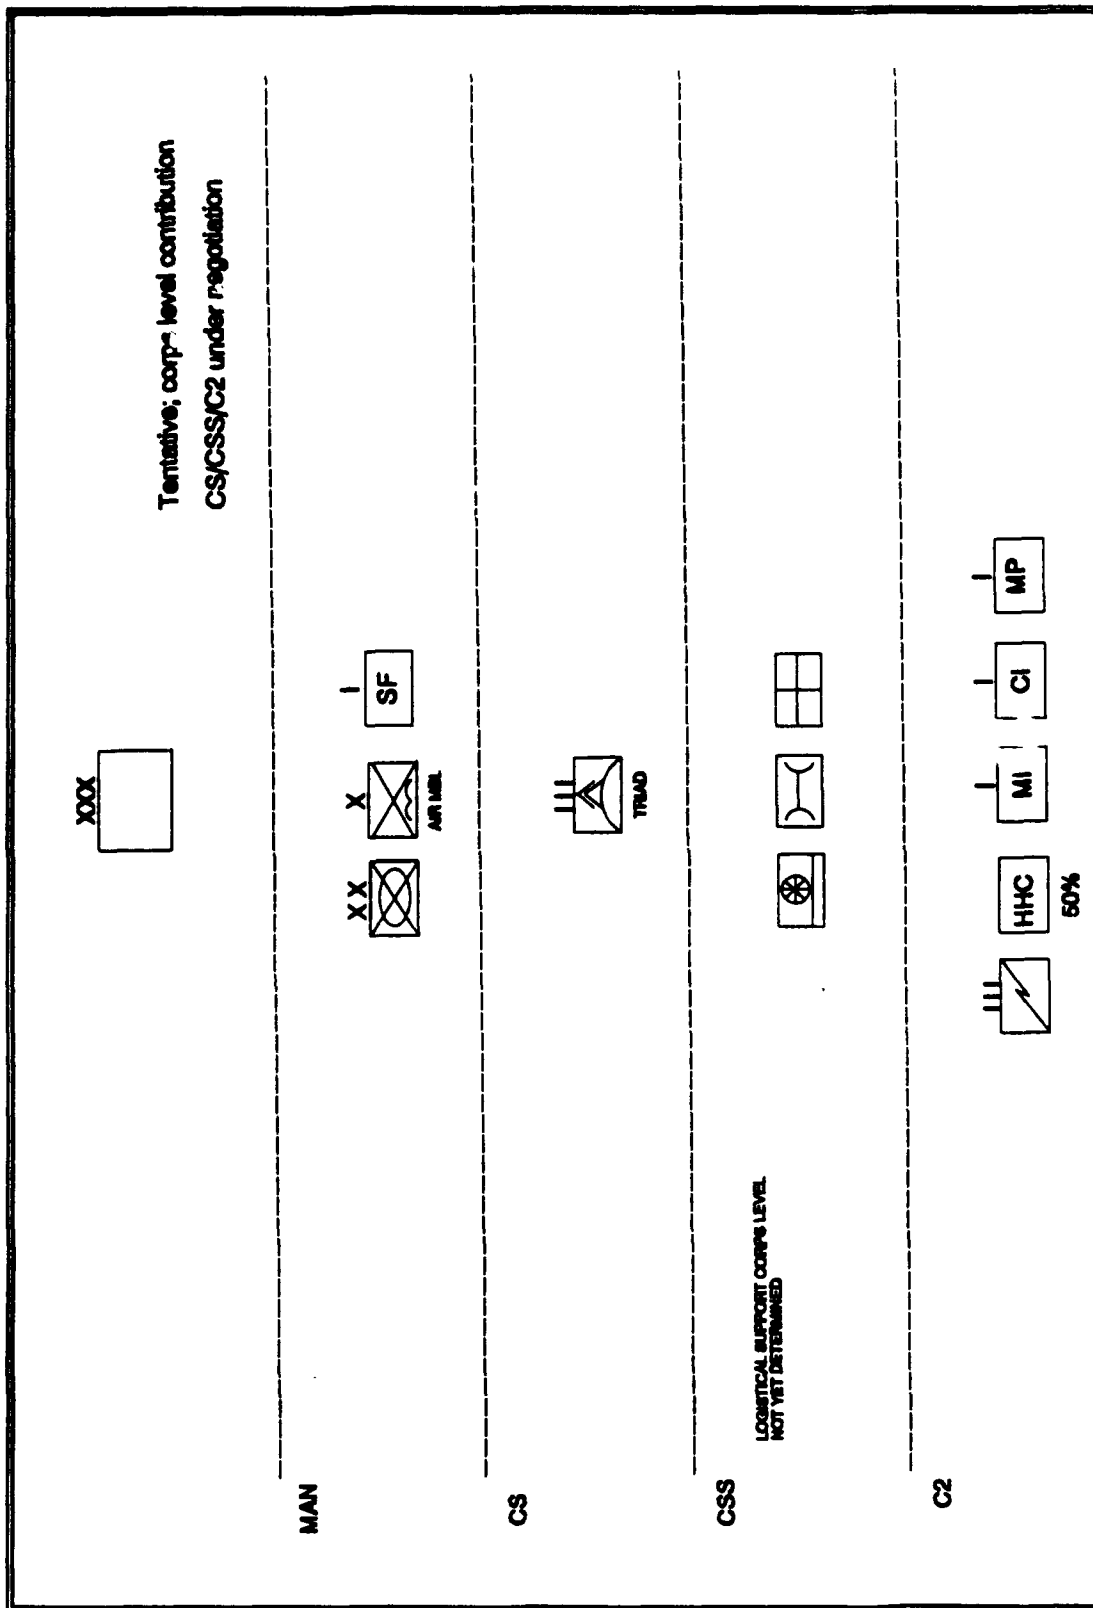 XXX
Tentative; corps level contribution
CS/CSS/C2 under negotiation
MAN
XX
X
AIR MBL
I
SF
CS
III
TRIAD
CSS
LOGISTICAL SUPPORT CORPS LEVEL
NOT YET DETERMINED
C2
III
HHC
50%
I
MI
I
CI
I
MP